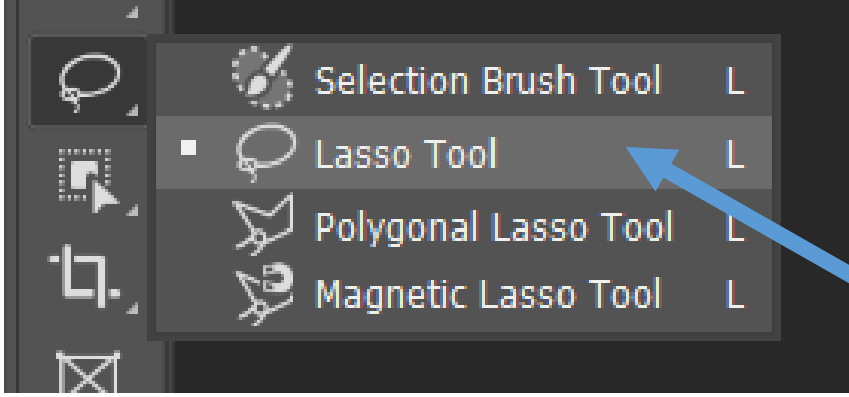 Selection Brush Tool L
Lasso Tool L
Polygonal Lasso Tool L
Magnetic Lasso Tool L